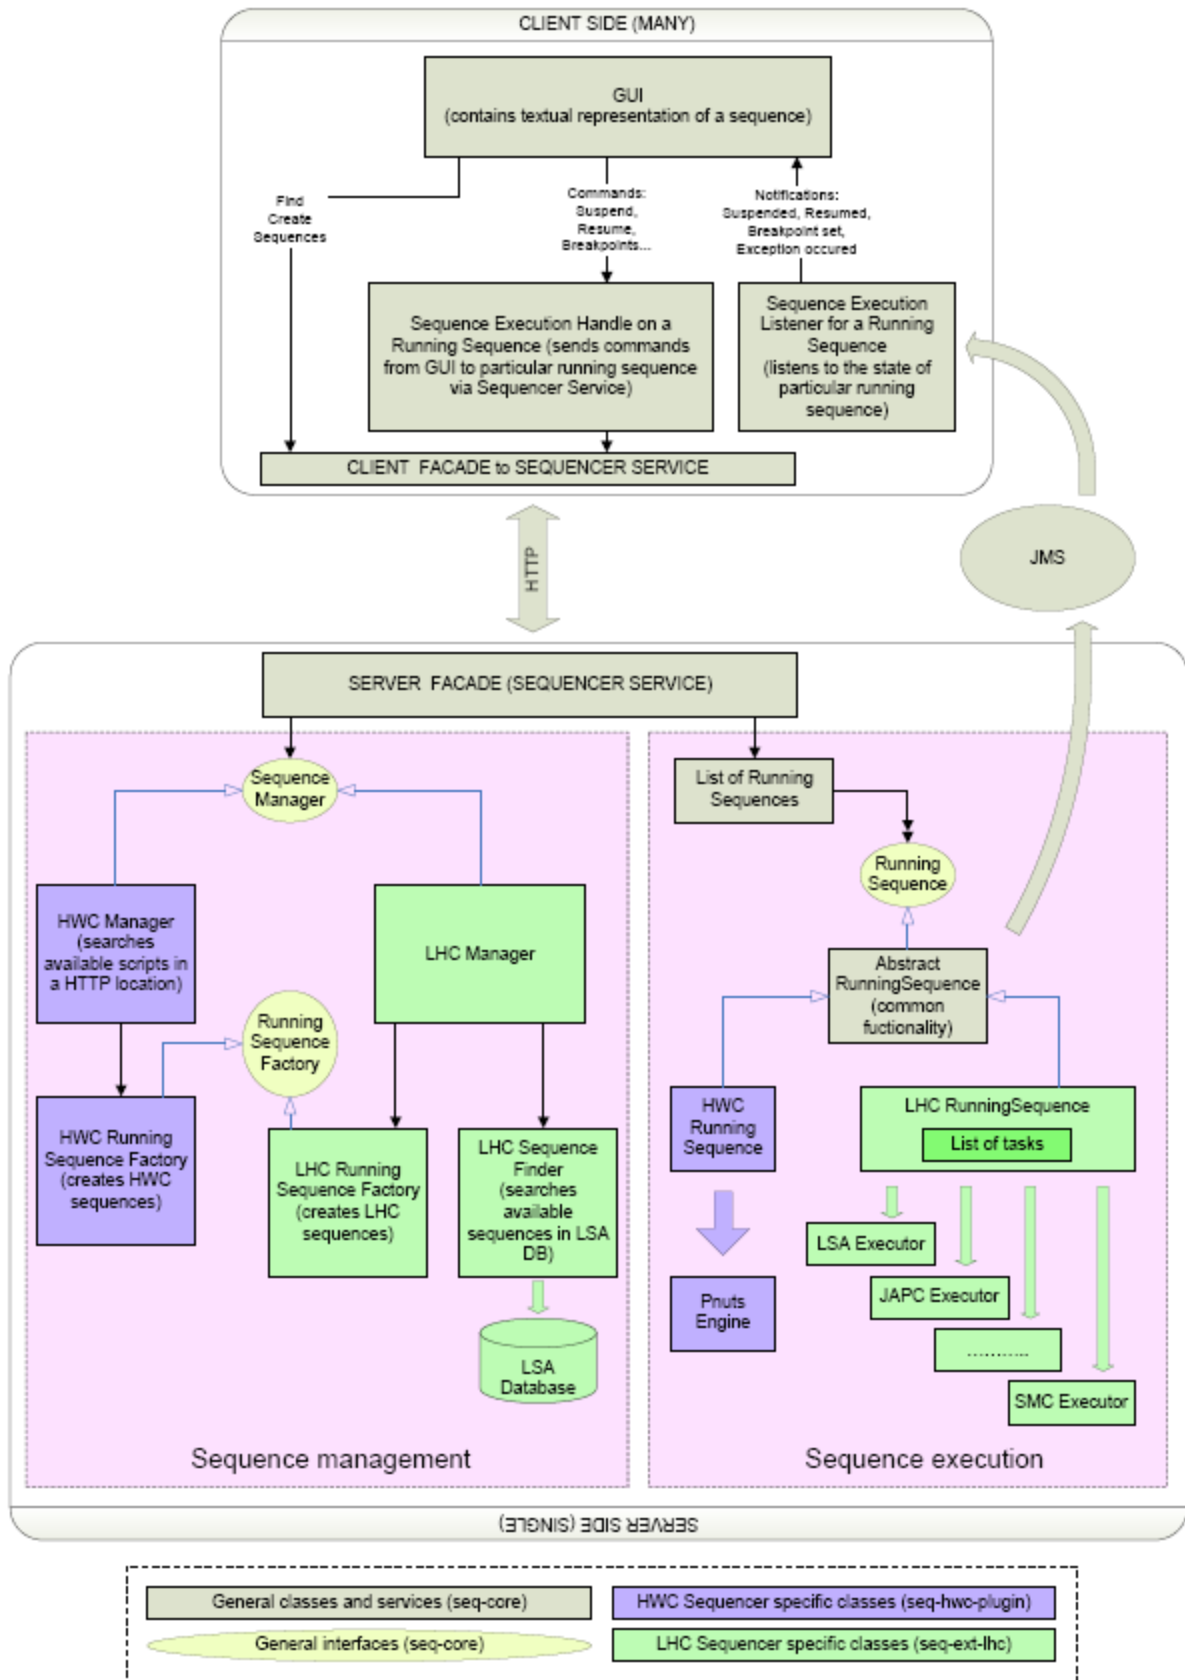 CLIENT SIDE (MANY)
GUI
(contains textual representation of a sequence)
Find
Create
Sequences
Commands:
Suspend,
Resume,
Breakpoints...
Notifications:
Suspended, Resumed,
Breakpoint set,
Exception occured
Sequence Execution Handle on a
Running Sequence (sends commands
from GUI to particular running sequence
via Sequencer Service)
Sequence Execution
Listener for a Running
Sequence
(listens to the state of
particular running
sequence)
CLIENT FACADE to SEQUENCER SERVICE
HTTP
JMS
SERVER FACADE (SEQUENCER SERVICE)
Sequence
Manager
HWC Manager
(searches
available scripts in
a HTTP location)
LHC Manager
Running
Sequence
Factory
HWC Running
Sequence Factory
(creates HWC
sequences)
LHC Running
Sequence Factory
(creates LHC
sequences)
LHC Sequence
Finder
(searches
available
sequences in LSA
DB)
LSA
Database
Sequence management
List of Running
Sequences
Running
Sequence
Abstract
RunningSequence
(common
fuctionality)
HWC
Running
Sequence
LHC RunningSequence
List of tasks
Pnuts
Engine
LSA Executor
JAPC Executor
...........
SMC Executor
Sequence execution
SERVER SIDE (SINGLE)
General classes and services (seq-core)
HWC Sequencer specific classes (seq-hwc-plugin)
General interfaces (seq-core)
LHC Sequencer specific classes (seq-ext-lhc)